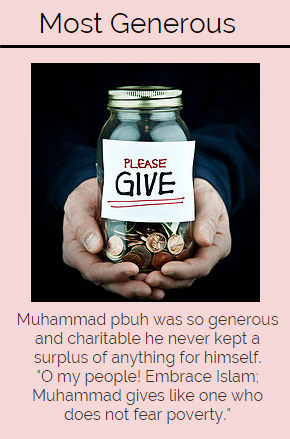 Most Generous
PLEASE
GIVE
Muhammad pbuh was so generous
and charitable he never kept a
surplus of anything for himself.
"O my people! Embrace Islam;
Muhammad gives like one who
does not fear poverty."